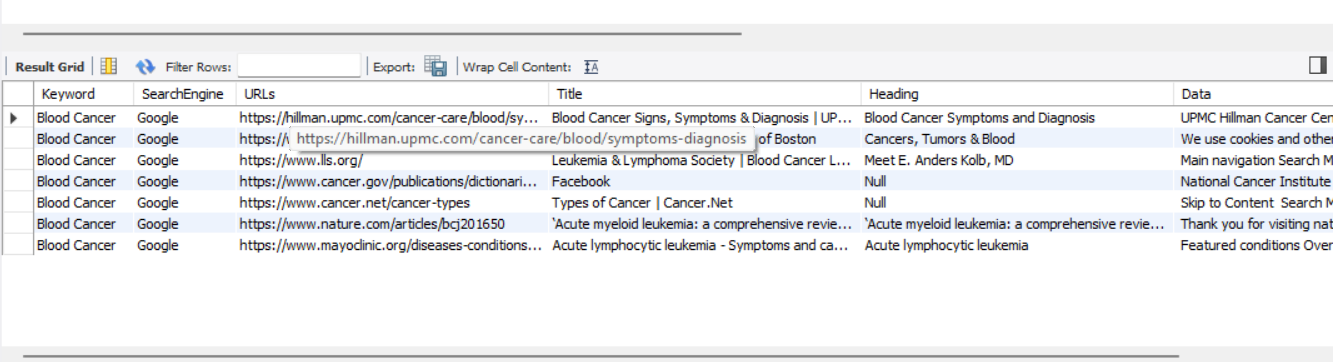 Result Grid Filter Rows: Export: Wrap Cell Content:
Keyword SearchEngine URLs Title Heading Data
Blood Cancer Google https://hillman.upmc.com/cancer-care/blood/sy... Blood Cancer Signs, Symptoms & Diagnosis | UP... Blood Cancer Symptoms and Diagnosis UPMC Hillman Cancer Cen
Blood Cancer Google https:// https://hillman.upmc.com/cancer-care/blood/symptoms-diagnosis of Boston Cancers, Tumors & Blood We use cookies and other
Blood Cancer Google https://www.lls.org/ Leukemia & Lymphoma Society | Blood Cancer L... Meet E. Anders Kolb, MD Main navigation Search M
Blood Cancer Google https://www.cancer.gov/publications/dictionari... Facebook Null National Cancer Institute
Blood Cancer Google https://www.cancer.net/cancer-types Types of Cancer | Cancer.Net Null Skip to Content Search M
Blood Cancer Google https://www.nature.com/articles/bcj201650 'Acute myeloid leukemia: a comprehensive revie... 'Acute myeloid leukemia: a comprehensive revie... Thank you for visiting nat
Blood Cancer Google https://www.mayoclinic.org/diseases-conditions... Acute lymphocytic leukemia - Symptoms and ca... Acute lymphocytic leukemia Featured conditions Over